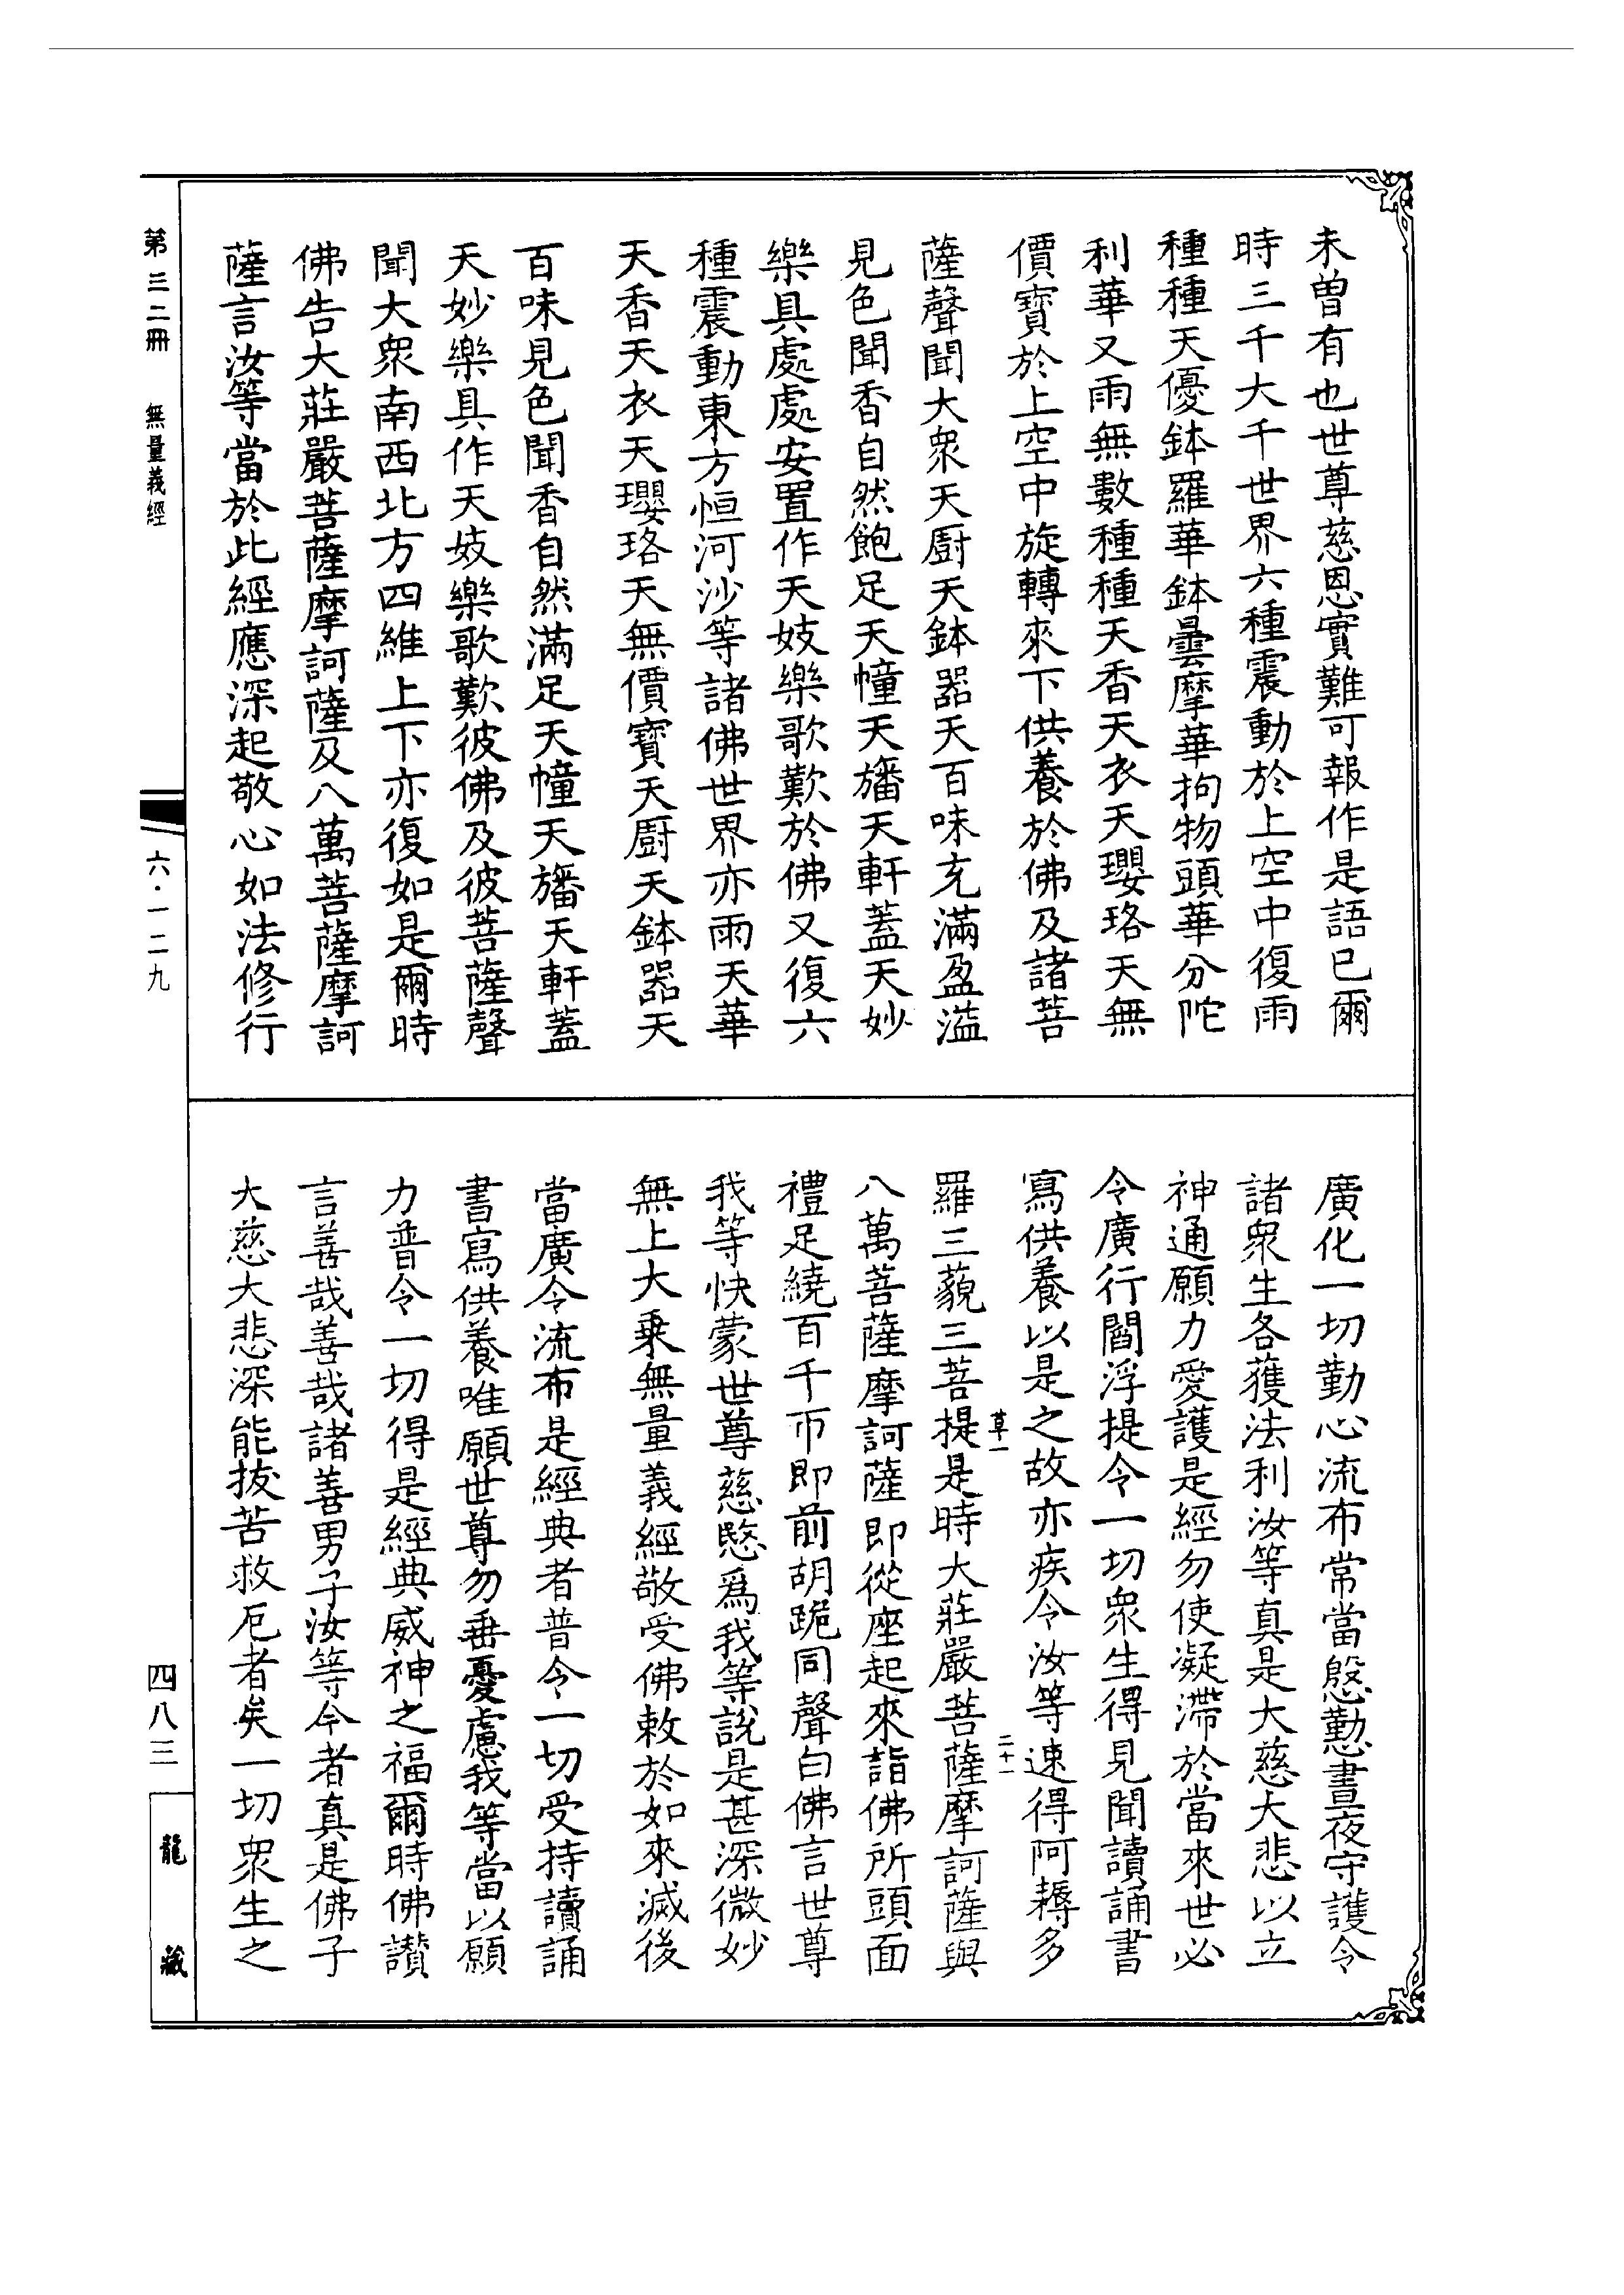 未曽有也世尊慈恩實難可報作是語已爾
時三千大千世界六種震動於上空中復雨
種種天優鉢羅華鉢曇摩華拘物頭華分陀
利華又雨無數種種天香天衣天瓔珞天無
價寶於上空中旋轉來下供養於佛及諸菩
薩聲聞大衆天厨天鉢器天百味充滿盈溢
見色聞香自然飽足天幢天旛天軒蓋天妙
樂具處處安置作天妓樂歌歎於佛又復六
種震動東方恒河沙等諸佛世界亦雨天華
天香天衣天瓔珞天無價寶天厨天鉢器天
百味見色聞香自然滿足天幢天旛天軒蓋
天妙樂具作天妓樂歌歎彼佛及彼菩薩聲
聞大衆南西北方四維上下亦復如是爾時
佛告大莊嚴菩薩摩訶薩及八萬菩薩摩訶
薩言汝等當於此經應深起敬心如法修行
廣化一切勤心流布常當慇懃晝夜守護令
諸衆生各獲法利汝等真是大慈大悲以立
神通願力愛護是經勿使凝滯於當來世必
令廣行閻浮提令一切衆生得見聞讀誦書
寫供養以是之故亦疾令汝等速得阿耨多
草一 二十一
羅三藐三菩提是時大莊嚴菩薩摩訶薩與
八萬菩薩摩訶薩即從座起來詣佛所頭面
禮足繞百千帀即前胡跪同聲白佛言世尊
我等快蒙世尊慈愍爲我等說是甚深微妙
無上大乗無量義經敬受佛敕於如來滅後
當廣令流布是經典者普令一切受持讀誦
書寫供養唯願世尊勿垂憂慮我等當以願
力普令一切得是經典威神之福爾時佛讚
言善哉善哉諸善男子汝等今者真是佛子
大慈大悲深能拔苦救厄者矣一切衆生之
第三二冊 無量義經
六·一二九
四八三
龍藏